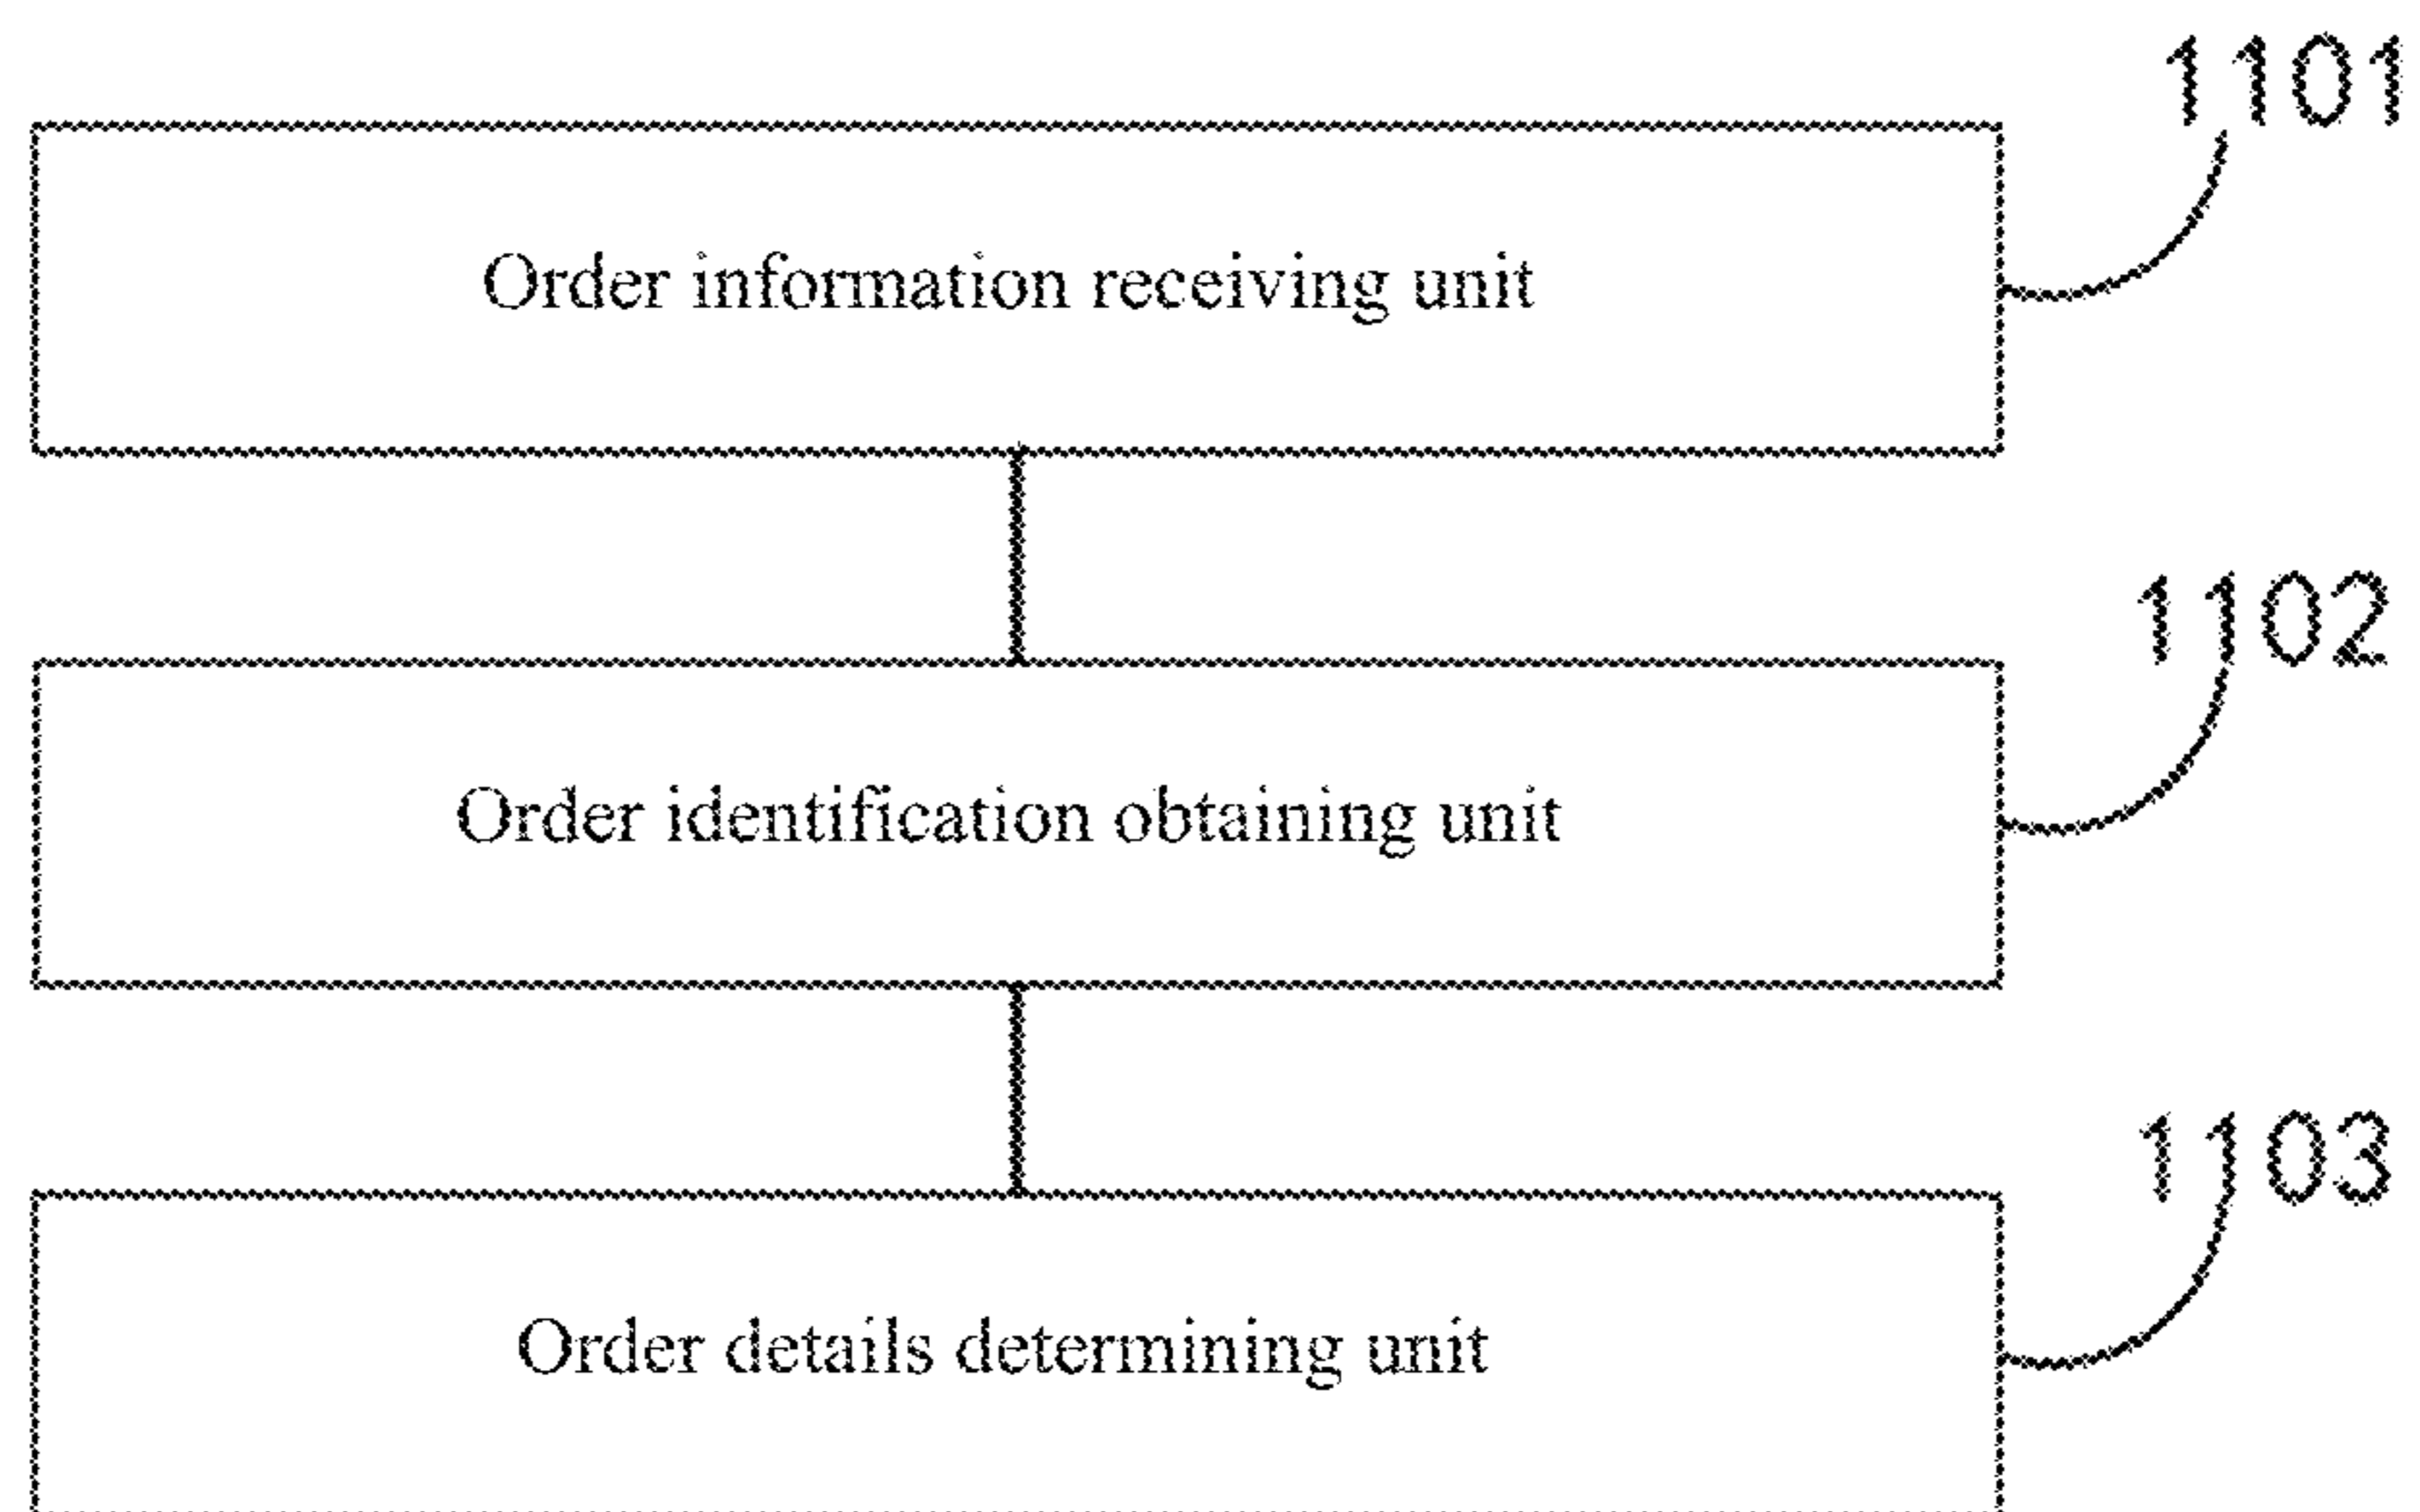 1101
Order information receiving unit
1102
Order identification obtaining unit
1103
Order details determining unit